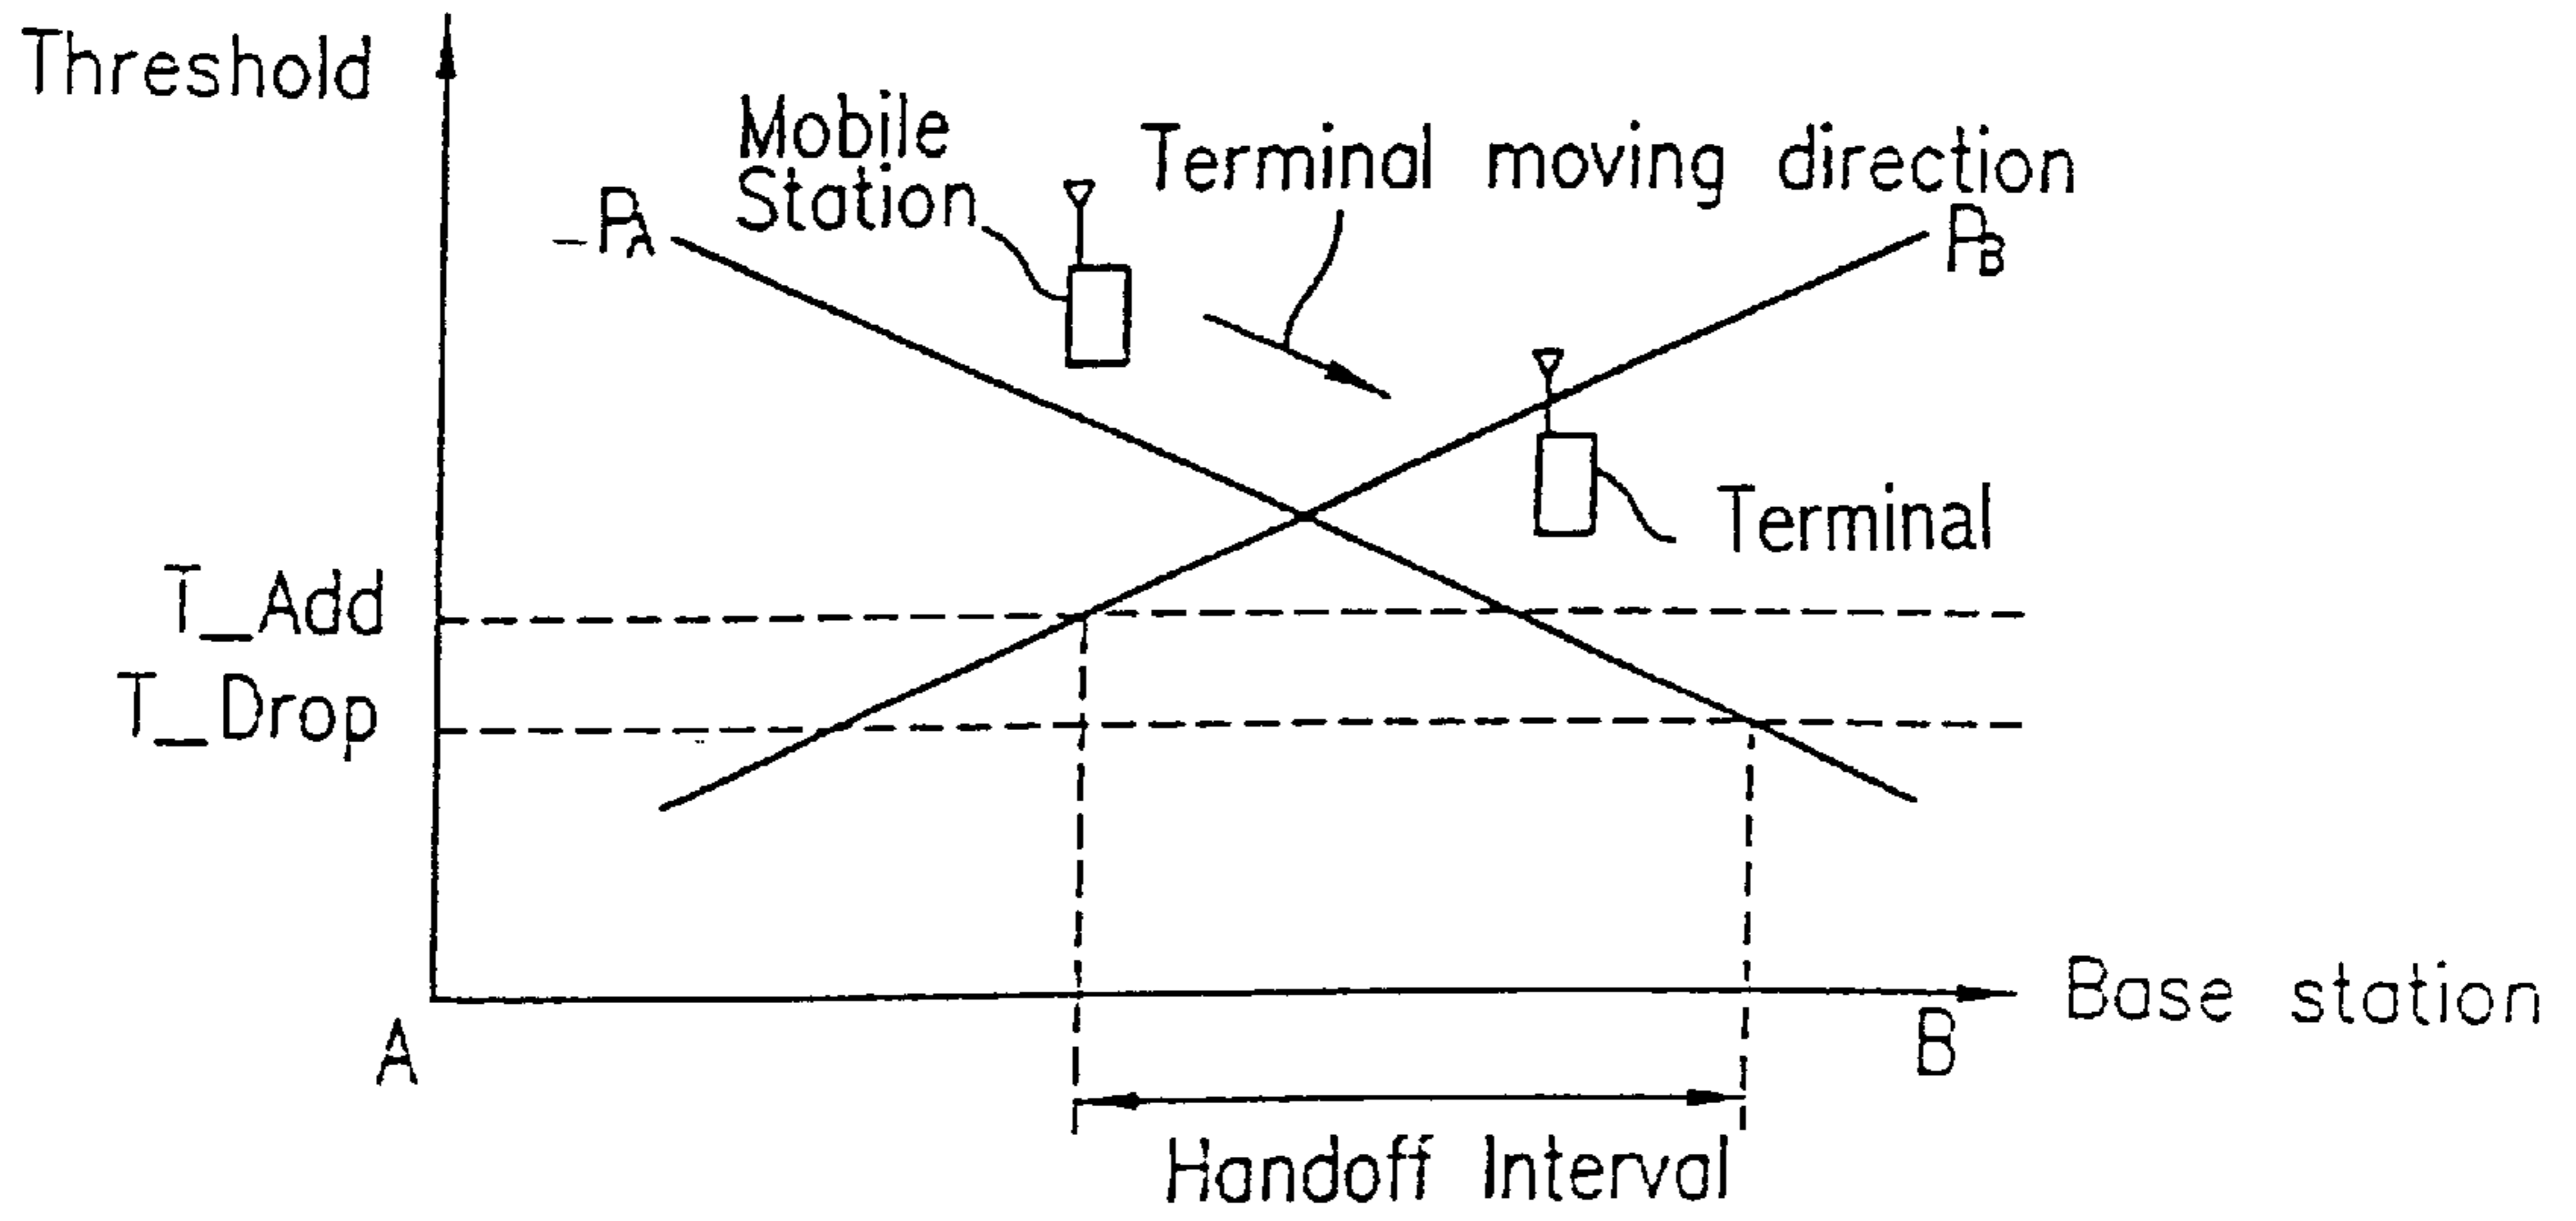 Threshold
Mobile
Station
Terminal moving direction
PA
PB
Terminal
T_Add
T_Drop
Base station
A
B
Handoff Interval